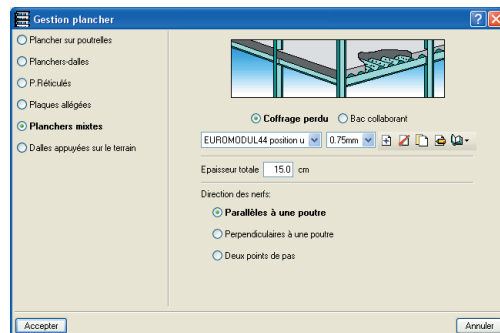 Gestion plancher
Plancher sur poutrelles
Planchers-dalles
P.Réticulés
Plaques allégées
Planchers mixtes
Dalles appuyées sur le terrain
Coffrage perdu Bac collaborant
EUROMODUL44 position u 0.75mm
Epaisseur totale 15.0 cm
Direction des nerfs:
Parallèles à une poutre
Perpendiculaires à une poutre
Deux points de pas
Accepter Annuler